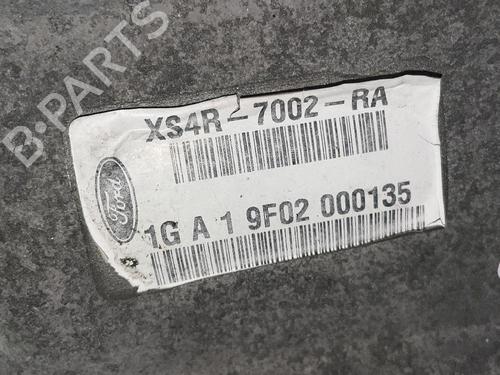 B-PARTS
XS4R-7002-RA
Ford
1G A 1 9F02 000135